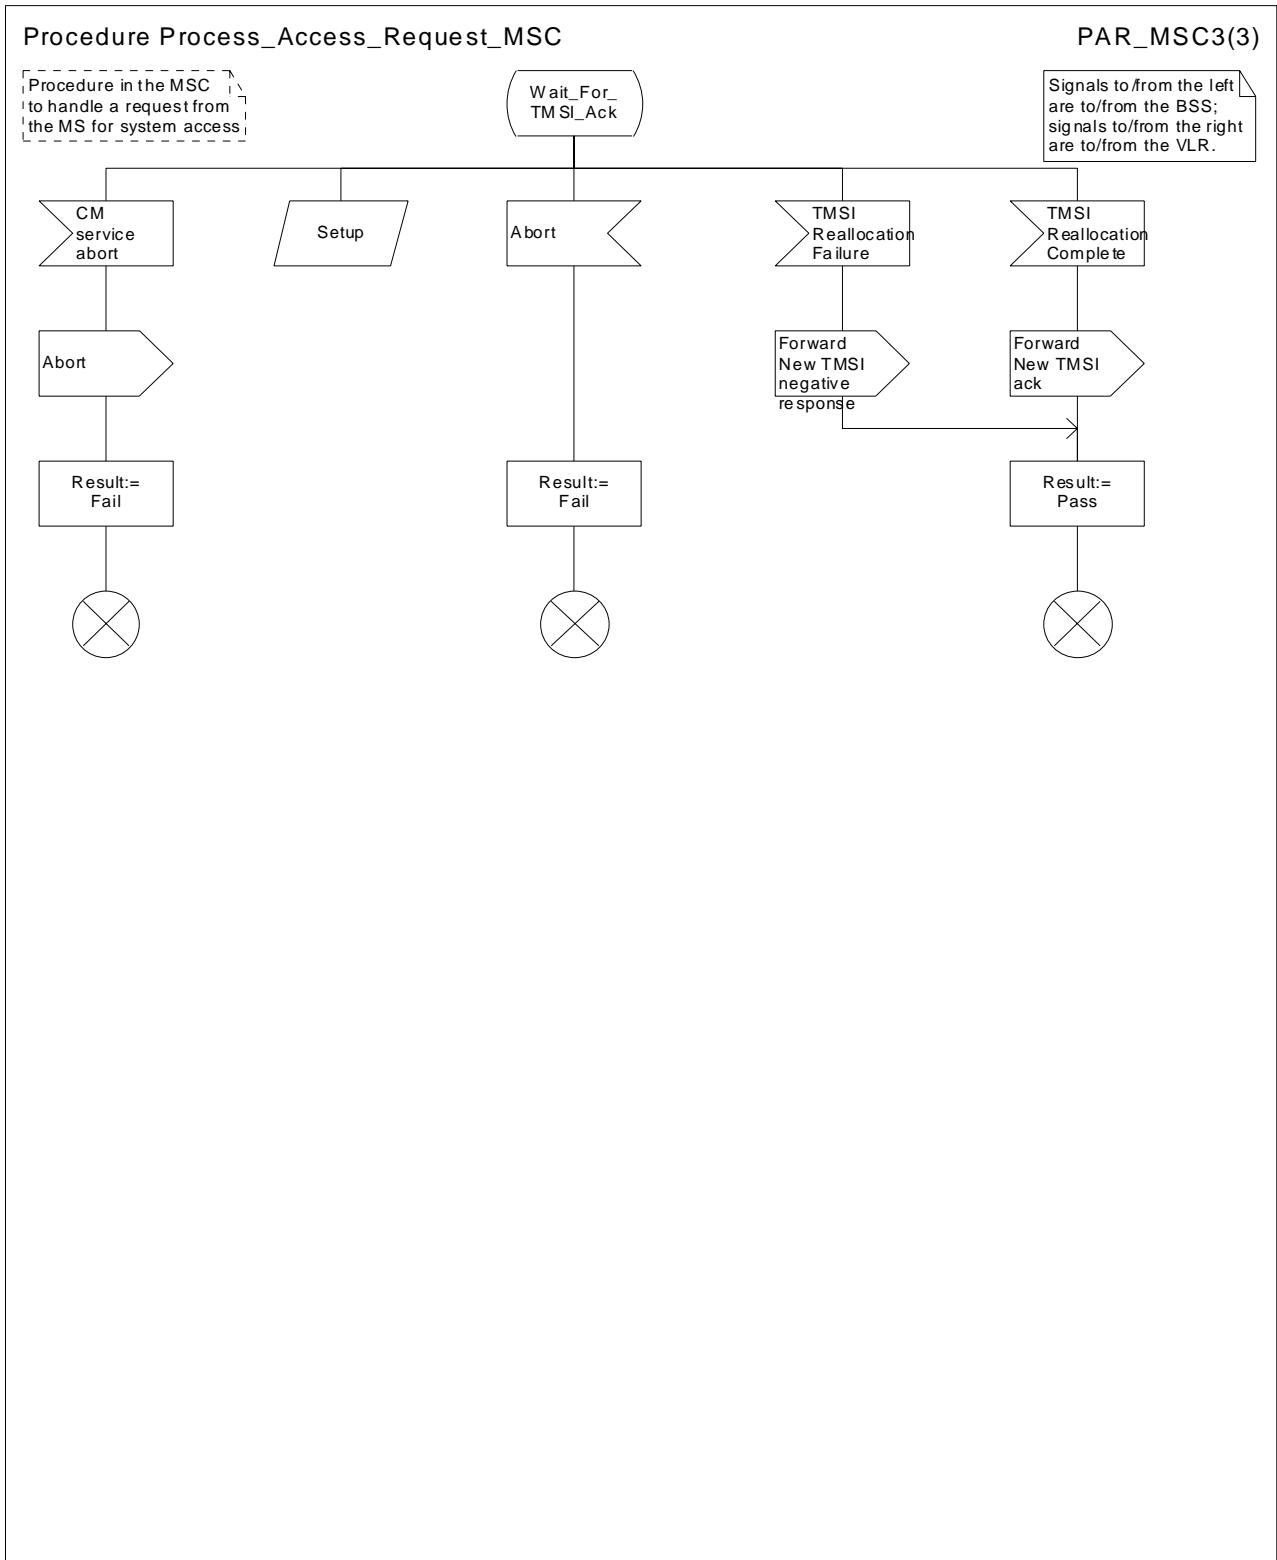 Procedure Process_Access_Request_MSC
PAR_MSC3(3)
Procedure in the MSC
to handle a request from
the MS for system access
Wait_For_
TMSI_Ack
Signals to/from the left
are to/from the BSS;
signals to/from the right
are to/from the VLR.
CM
service
abort
Setup
Abort
TMSI
Reallocation
Failure
TMSI
Reallocation
Complete
Abort
Forward
New TMSI
negative
response
Forward
New TMSI
ack
Result:=
Fail
Result:=
Fail
Result:=
Pass